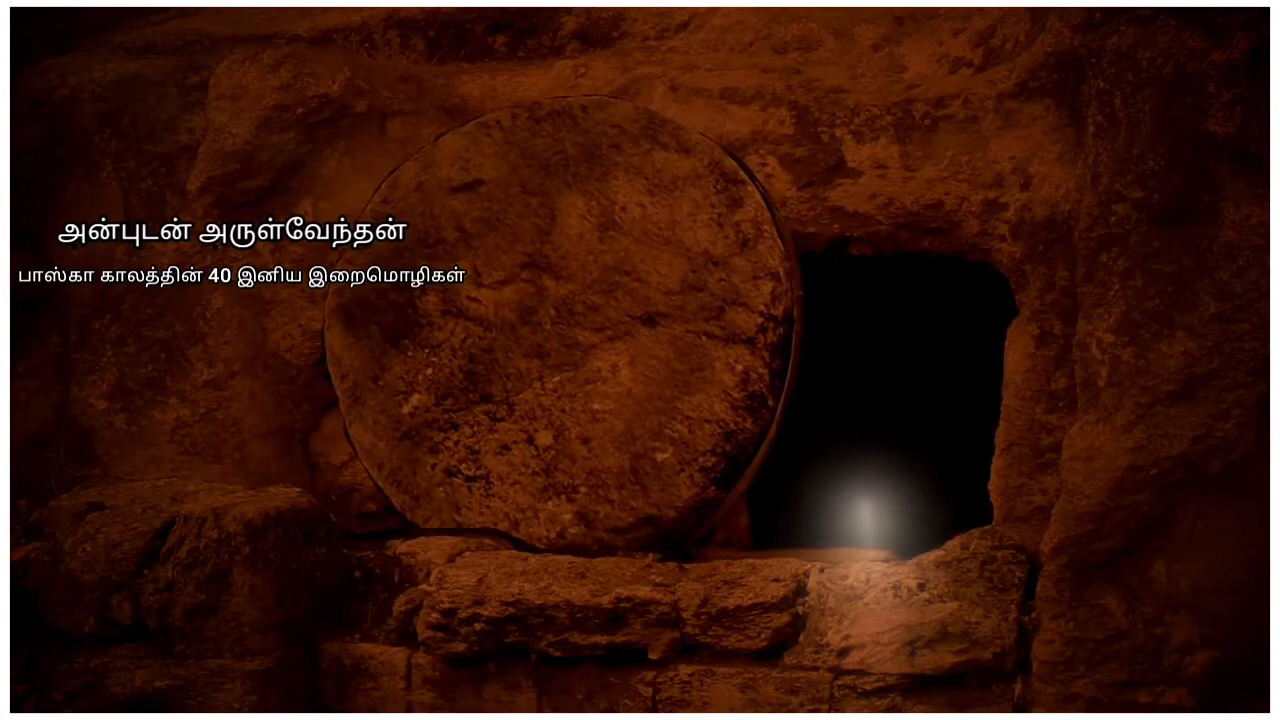 அன்புடன் அருள்வேந்தன்
பாஸ்கா காலத்தின் 40 இனிய இறைமொழிகள்